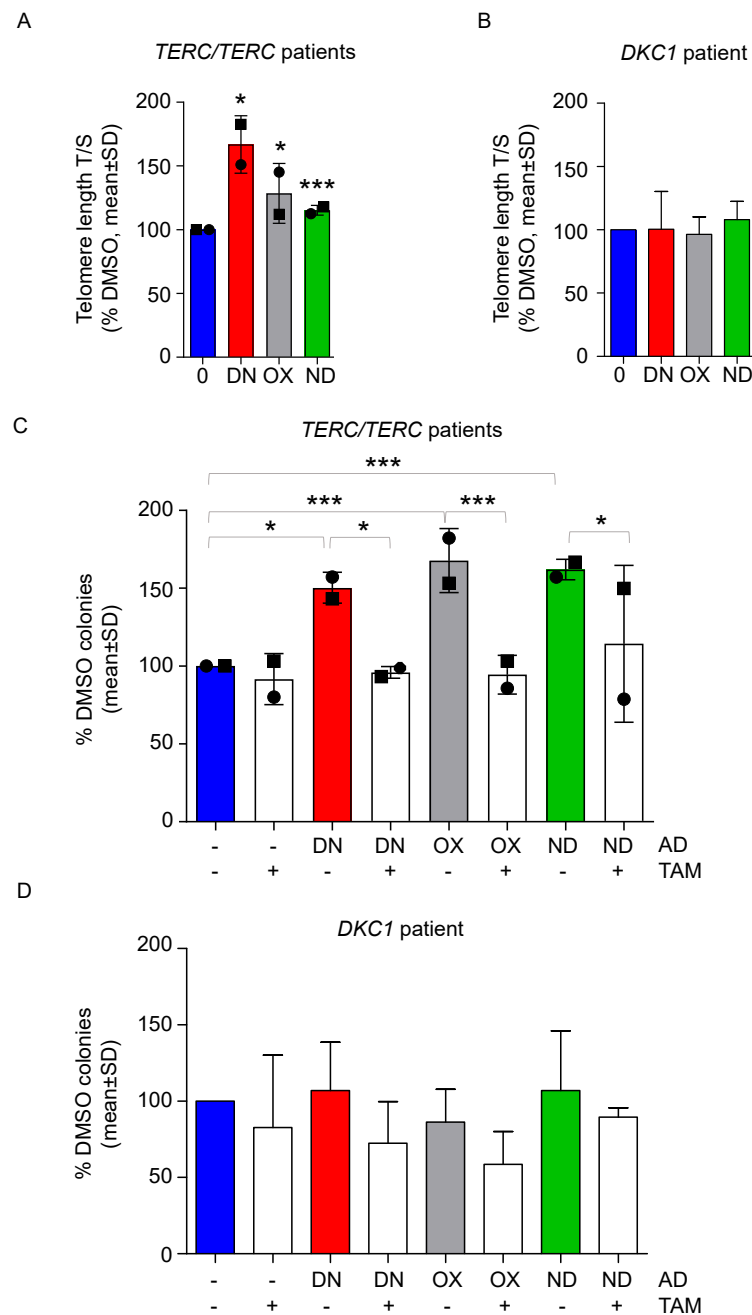 A
TERC/TERC patients
Telomere length T/S
(% DMSO, mean±SD)
200
150
100
50
0
*
*
***
0 DN OX ND
B
DKC1 patient
Telomere length T/S
(% DMSO, mean±SD)
200
150
100
50
0
0 DN OX ND
C
TERC/TERC patients
% DMSO colonies
(mean±SD)
200
150
100
50
0
***
*** ***
* * *
- - DN DN OX OX ND ND AD
- + - + - + - + TAM
D
DKC1 patient
% DMSO colonies
(mean±SD)
200
150
100
50
0
- - DN DN OX OX ND ND AD
- + - + - + - + TAM